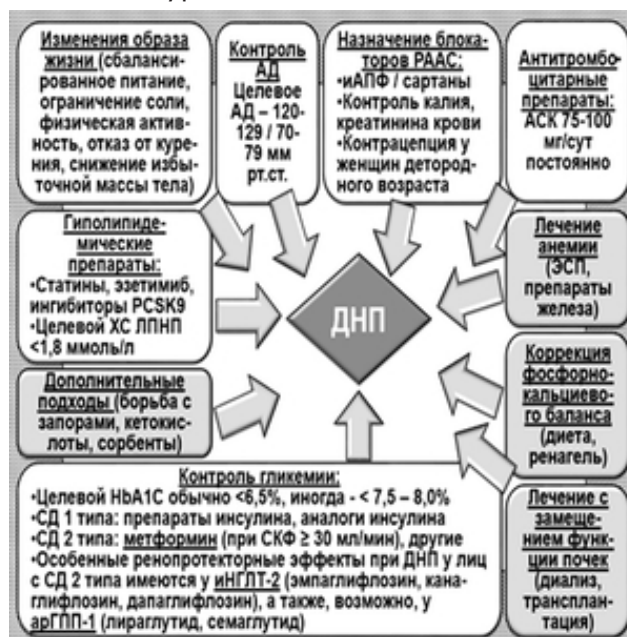 Изменения образа
жизни (сбаланси-
рованное питание,
ограничение соли,
физическая актив-
ность, отказ от куре-
ния, снижение избы-
точной массы тела)
Контроль
АД
Целевое
АД – 120-
129 / 70-
79 мм
рт.ст.
Назначение блока-
торов РААС:
•иАПФ / сартаны
•Контроль калия,
креатинина крови
•Контрацепция у
женщин детород-
ного возраста
Антитромбо-
цитарные
препараты:
АСК 75-100
мг/сут
постоянно
Гиполипиде-
мические
препараты:
•Статины, эзетимиб,
ингибиторы PCSK9
•Целевой ХС ЛПНП
<1,8 ммоль/л
ДНП
Лечение
анемии
(ЭСП,
препараты
железа)
Дополнительные
подходы (борьба с
запорами, кетокис-
лоты, сорбенты)
Коррекция
фосфорно-
кальциево-
го баланса
(диета,
ренагель)
Контроль гликемии:
•Целевой HbA1C обычно <6,5%, иногда - < 7,5 – 8,0%
•СД 1 типа: препараты инсулина, аналоги инсулина
•СД 2 типа: метформин (при СКФ ≥ 30 мл/мин), другие
•Особенные ренопротекторные эффекты при ДНП у лиц
с СД 2 типа имеются у иНГЛТ-2 (эмпаглифлозин, кана-
глифлозин, дапаглифлозин), а также, возможно, у
арГПП-1 (лираглутид, семаглутид)
Лечение с
замеще-
нием функ-
ции почек
(диализ,
трансплан-
тация)